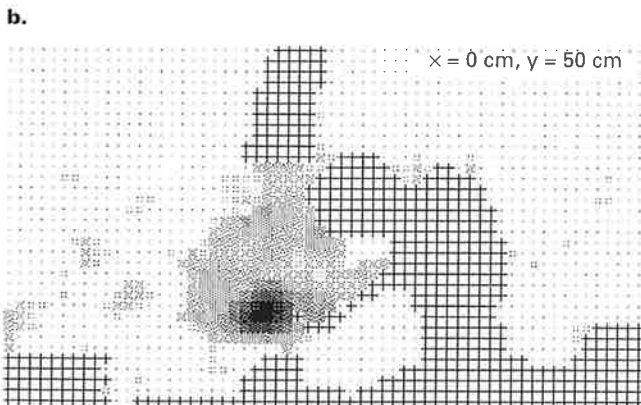 b.
× = 0 cm, y = 50 cm